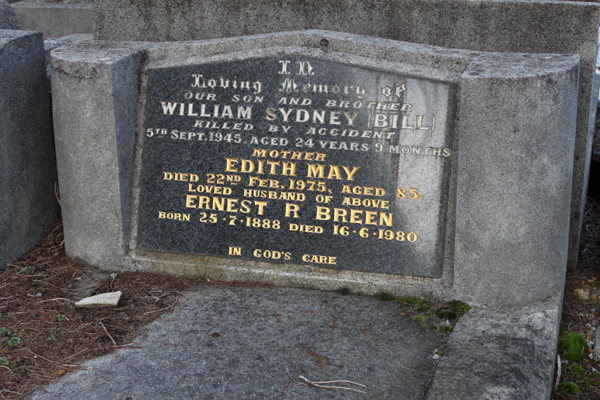 In
Loving Memory of
OUR SON AND BROTHER
WILLIAM SYDNEY (BILL)
KILLED BY ACCIDENT
5TH SEPT. 1945, AGED 24 YEARS 9 MONTHS
MOTHER
EDITH MAY
DIED 22ND FEB. 1975, AGED 85.
LOVED HUSBAND OF ABOVE
ERNEST R BREEN
BORN 25·7·1888 DIED 16·6·1980
IN GOD'S CARE